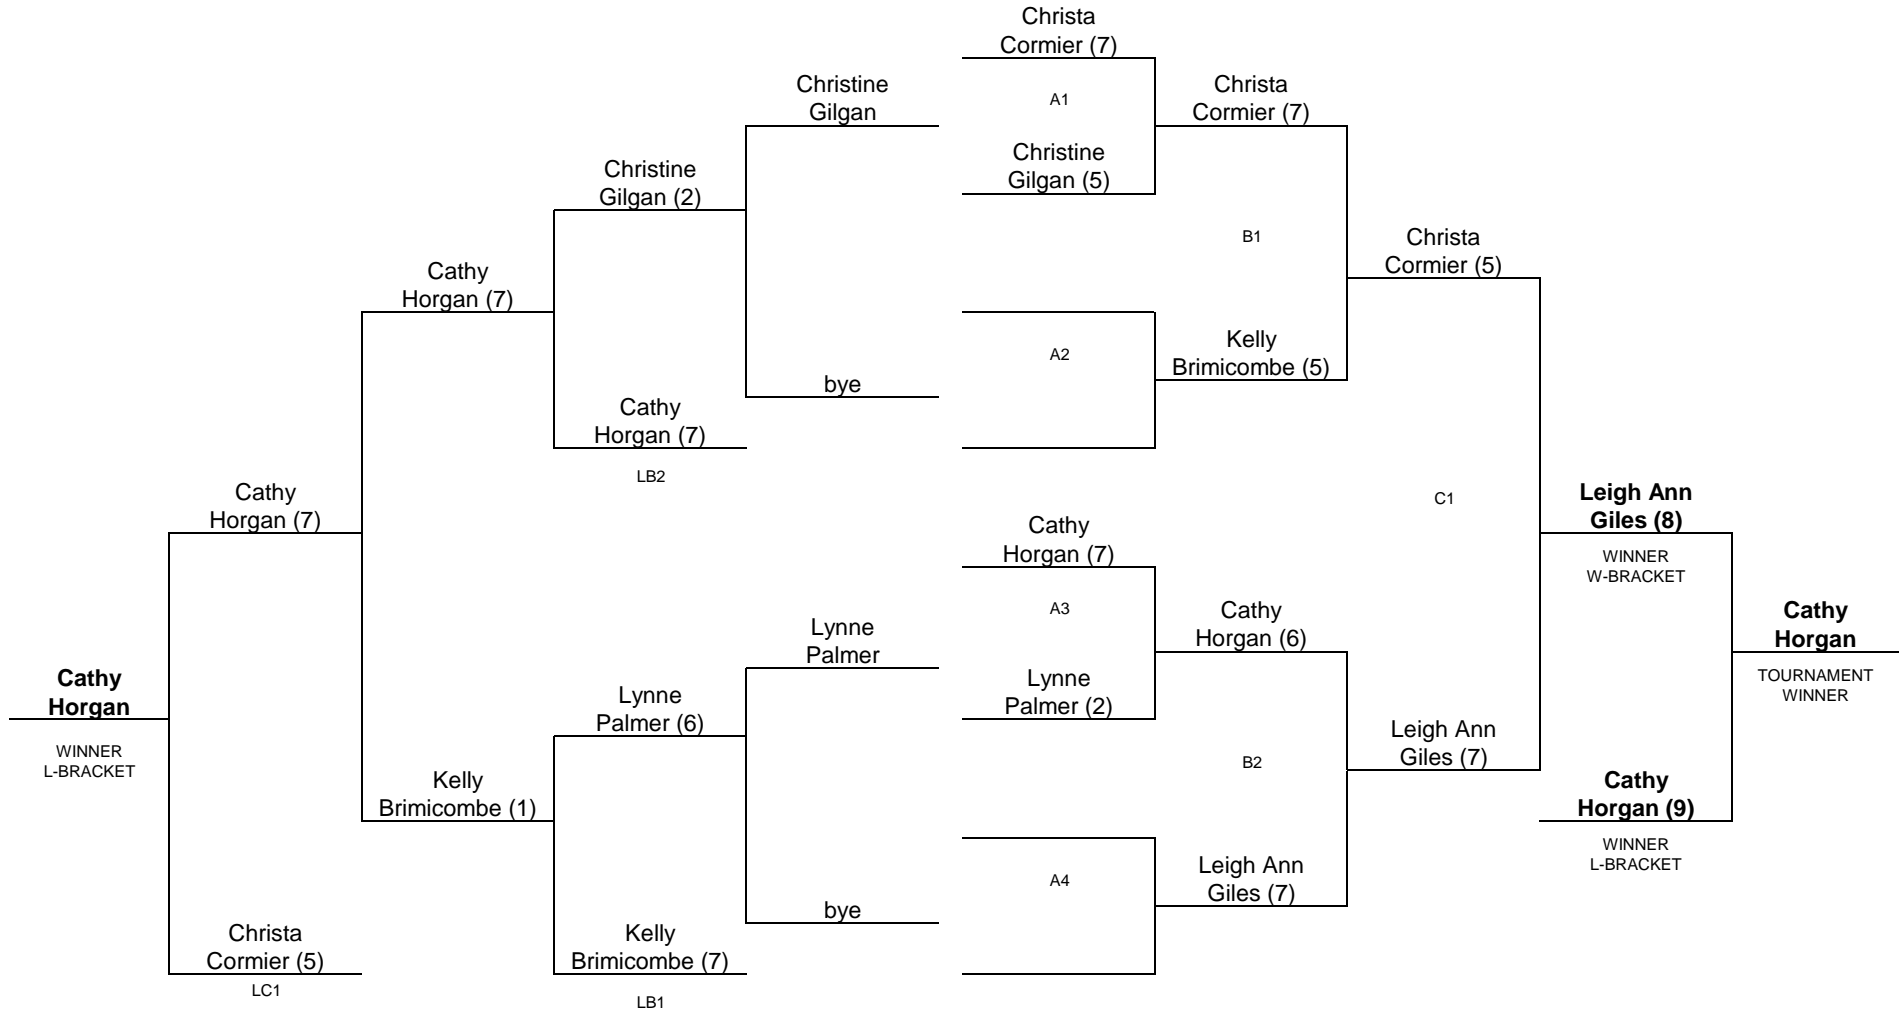 Christa
Cormier (7)
Christine
Gilgan
A1
Christa
Cormier (7)
Christine
Gilgan (2)
Christine
Gilgan (5)
B1
Christa
Cormier (5)
Cathy
Horgan (7)
A2
Kelly
Brimicombe (5)
bye
Cathy
Horgan (7)
LB2
Cathy
Horgan (7)
C1
Leigh Ann
Giles (8)
WINNER
W-BRACKET
Cathy
Horgan (7)
A3
Cathy
Horgan (6)
Cathy
Horgan
TOURNAMENT
WINNER
Lynne
Palmer
Cathy
Horgan
WINNER
L-BRACKET
Lynne
Palmer (6)
Lynne
Palmer (2)
Leigh Ann
Giles (7)
B2
Kelly
Brimicombe (1)
Cathy
Horgan (9)
WINNER
L-BRACKET
A4
Leigh Ann
Giles (7)
bye
Christa
Cormier (5)
LC1
Kelly
Brimicombe (7)
LB1